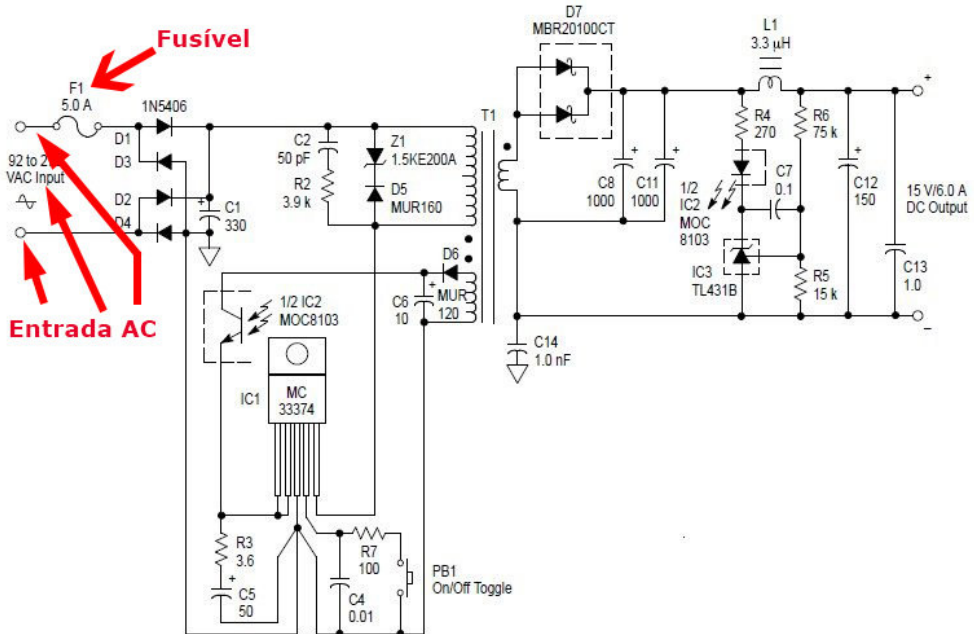 Fusível
F1
5.0 A
1N5406
D1
D3
D2
D4
92 to 2
VAC Input
Entrada AC
C1
330
C2
50 pF
R2
3.9 k
Z1
1.5KE200A
D5
MUR160
T1
D7
MBR20100CT
L1
3.3 μH
R4
270
R6
75 k
C8
1000
C11
1000
1/2
IC2
MOC
8103
C7
0.1
C12
150
15 V/6.0 A
DC Output
+
+
+
+
–
IC3
TL431B
R5
15 k
C13
1.0
C14
1.0 nF
D6
MUR
120
+
C6
10
+
1/2 IC2
MOC8103
IC1
MC
33374
R3
3.6
+
C5
50
C4
0.01
R7
100
PB1
On/Off Toggle